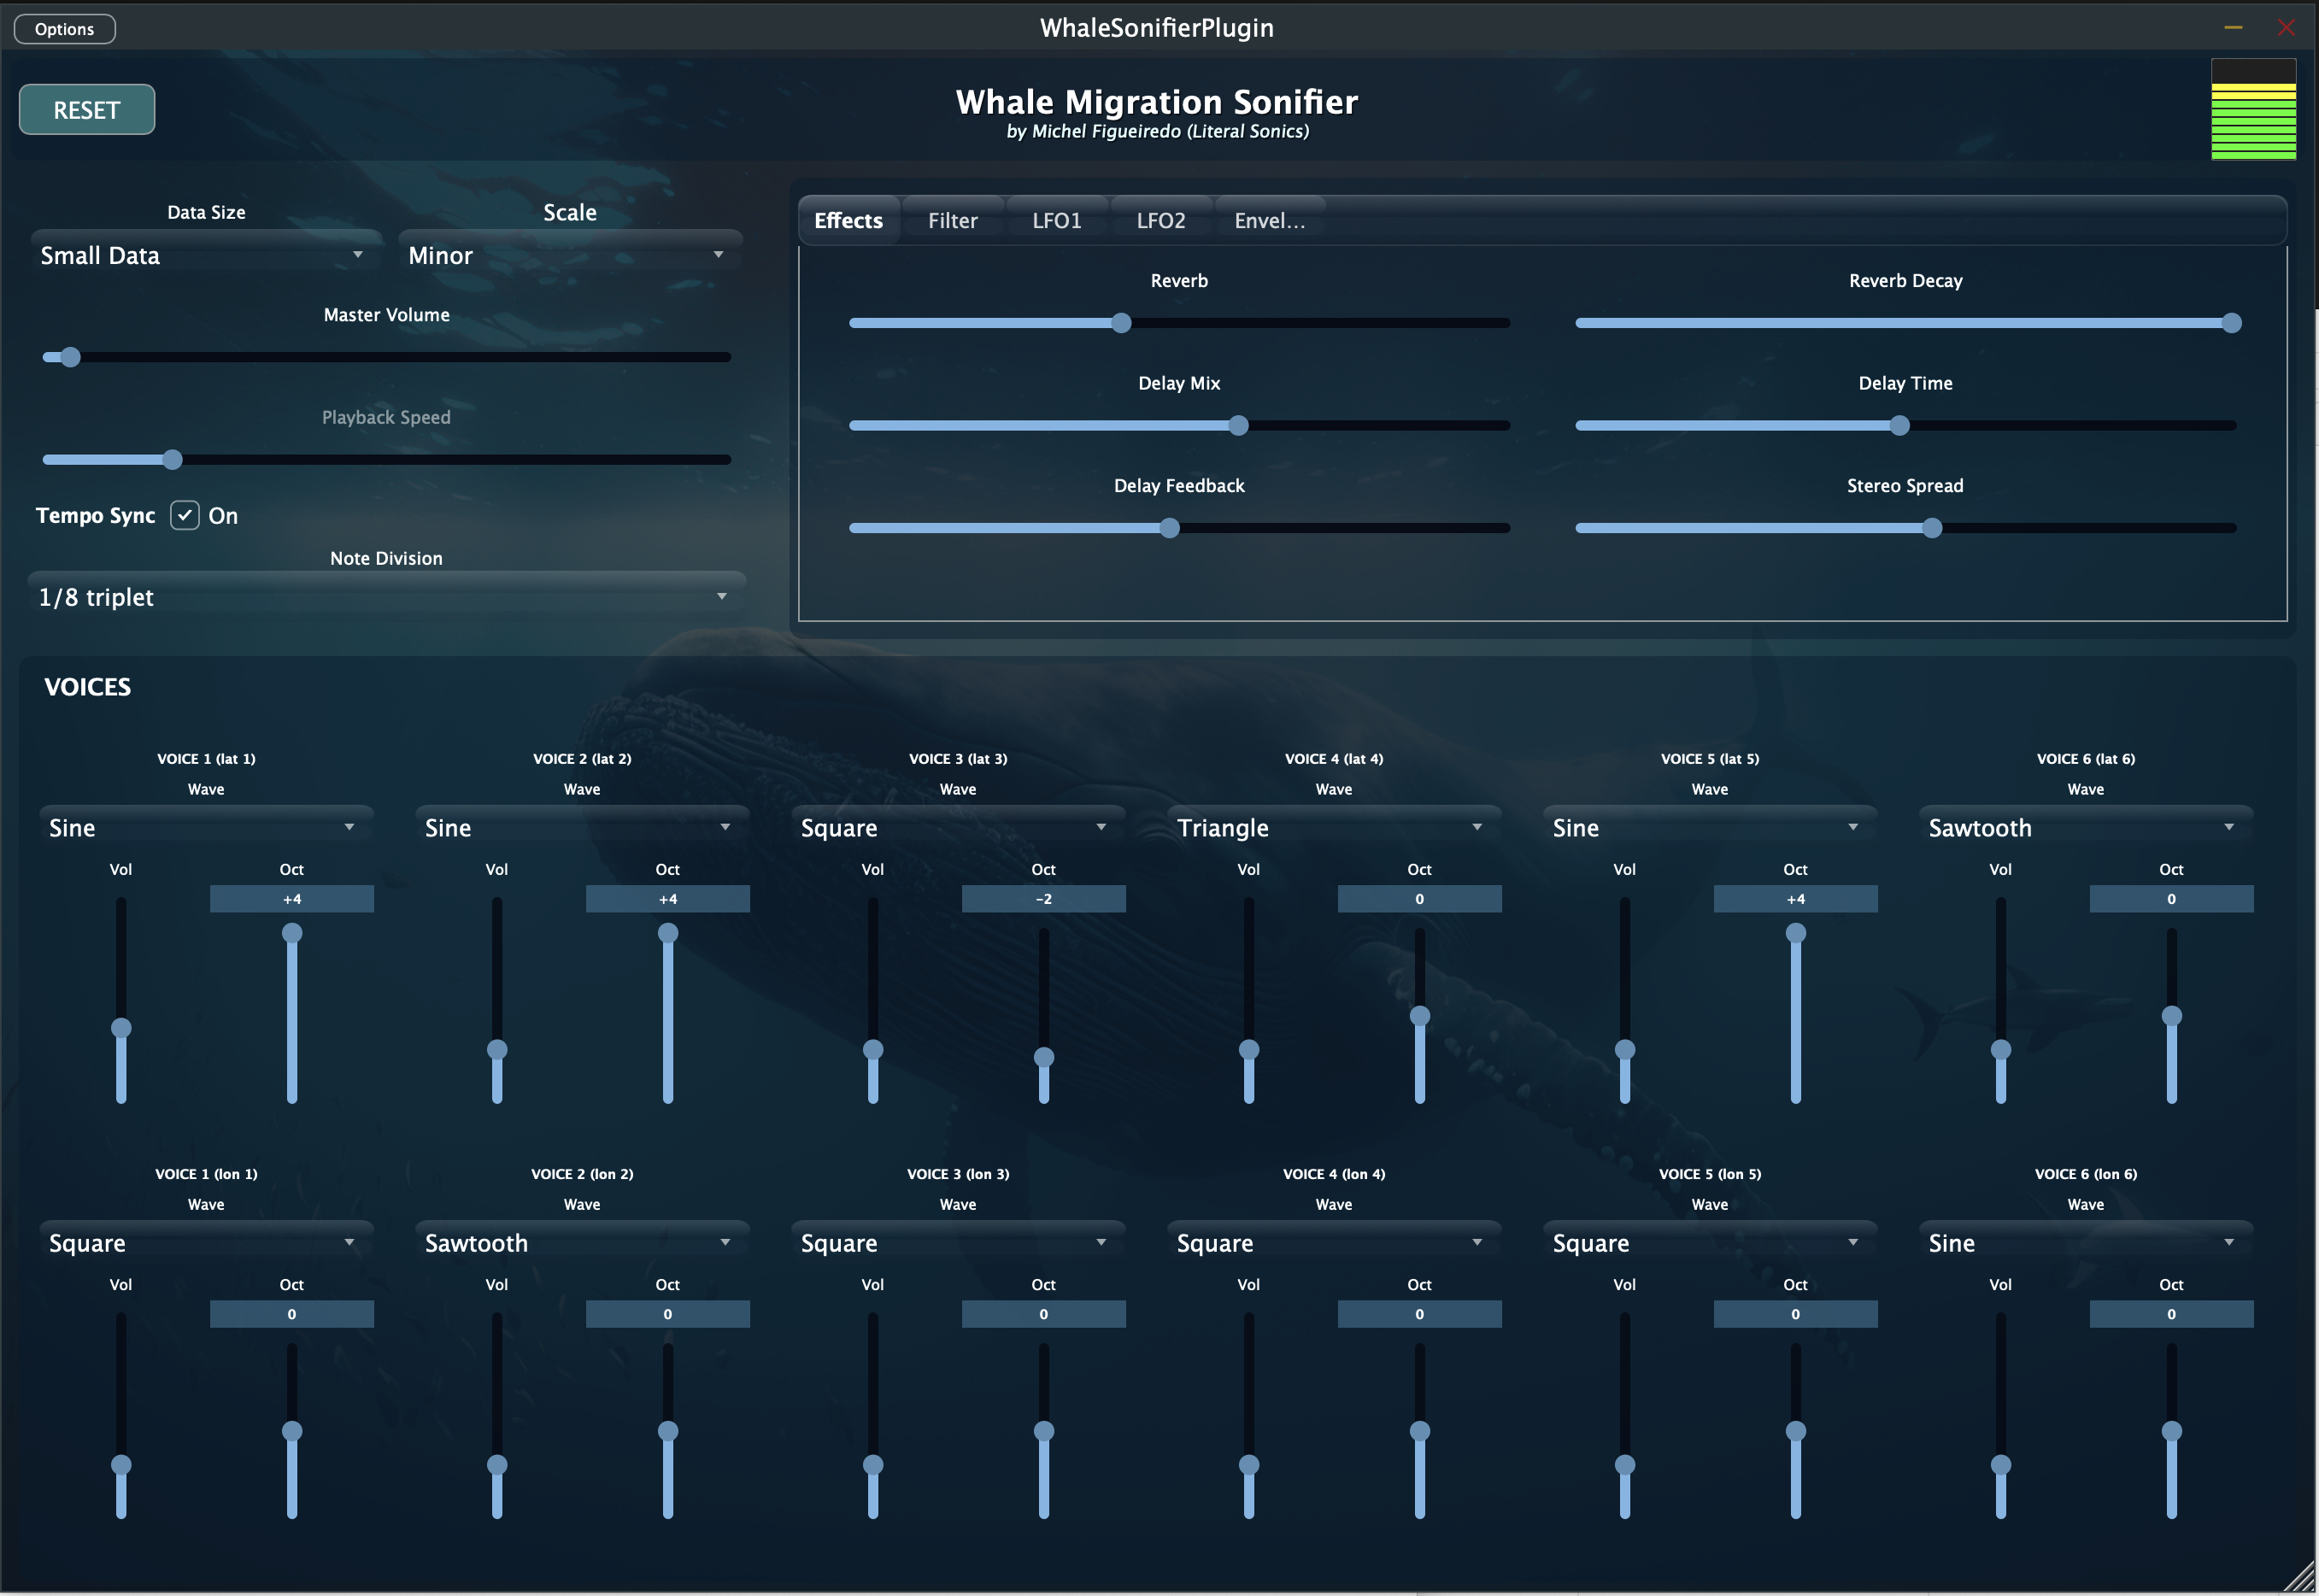 Options
WhaleSonifierPlugin
RESET
Whale Migration Sonifier
by Michel Figueiredo (Literal Sonics)
Data Size
Scale
Small Data
Minor
Master Volume
Playback Speed
Tempo Sync
On
Note Division
1/8 triplet
Effects
Filter
LFO1
LFO2
Envel...
Reverb
Reverb Decay
Delay Mix
Delay Time
Delay Feedback
Stereo Spread
VOICES
VOICE 1 (lat 1)
Wave
Sine
Vol
Oct
+4
VOICE 2 (lat 2)
Wave
Sine
Vol
Oct
+4
VOICE 3 (lat 3)
Wave
Square
Vol
Oct
-2
VOICE 4 (lat 4)
Wave
Triangle
Vol
Oct
0
VOICE 5 (lat 5)
Wave
Sine
Vol
Oct
+4
VOICE 6 (lat 6)
Wave
Sawtooth
Vol
Oct
0
VOICE 1 (lon 1)
Wave
Square
Vol
Oct
0
VOICE 2 (lon 2)
Wave
Sawtooth
Vol
Oct
0
VOICE 3 (lon 3)
Wave
Square
Vol
Oct
0
VOICE 4 (lon 4)
Wave
Square
Vol
Oct
0
VOICE 5 (lon 5)
Wave
Square
Vol
Oct
0
VOICE 6 (lon 6)
Wave
Sine
Vol
Oct
0